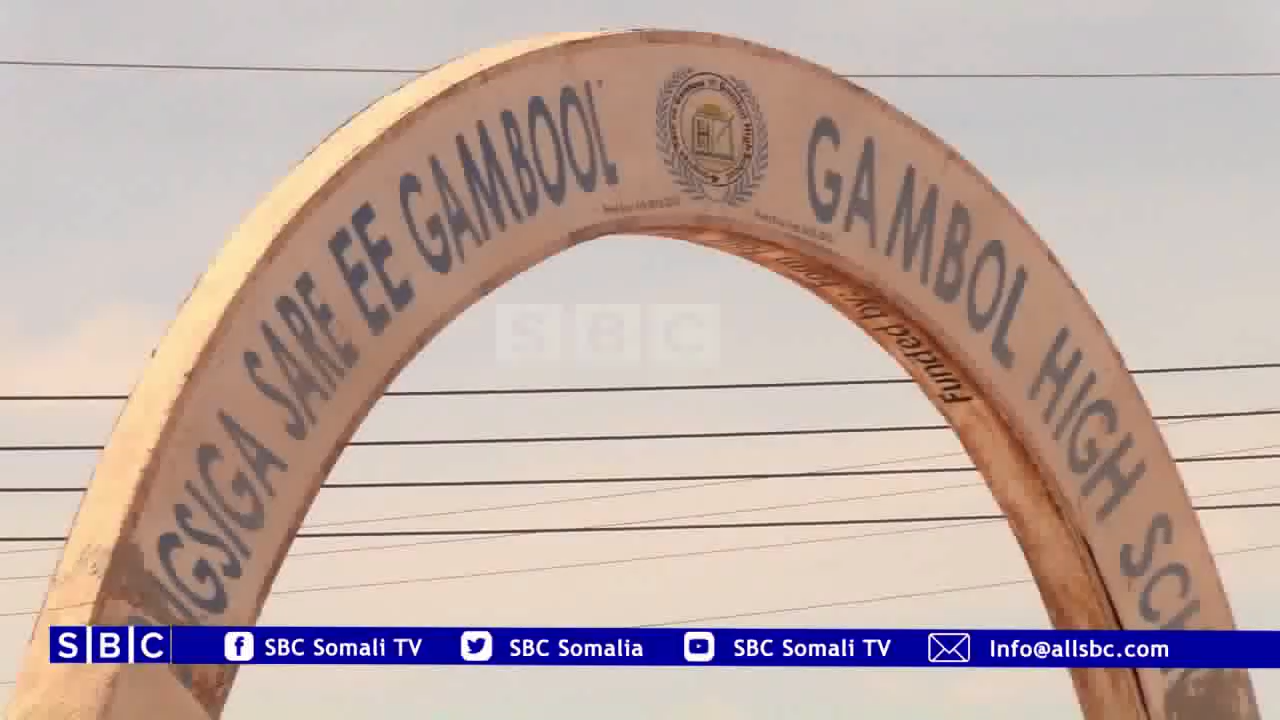 UGSIGA SARE EE GAMBOOL
GAMBOL HIGH SCH
Funded by:
SBC
SBC
SBC Somali TV
SBC Somalia
SBC Somali TV
Info@allsbc.com